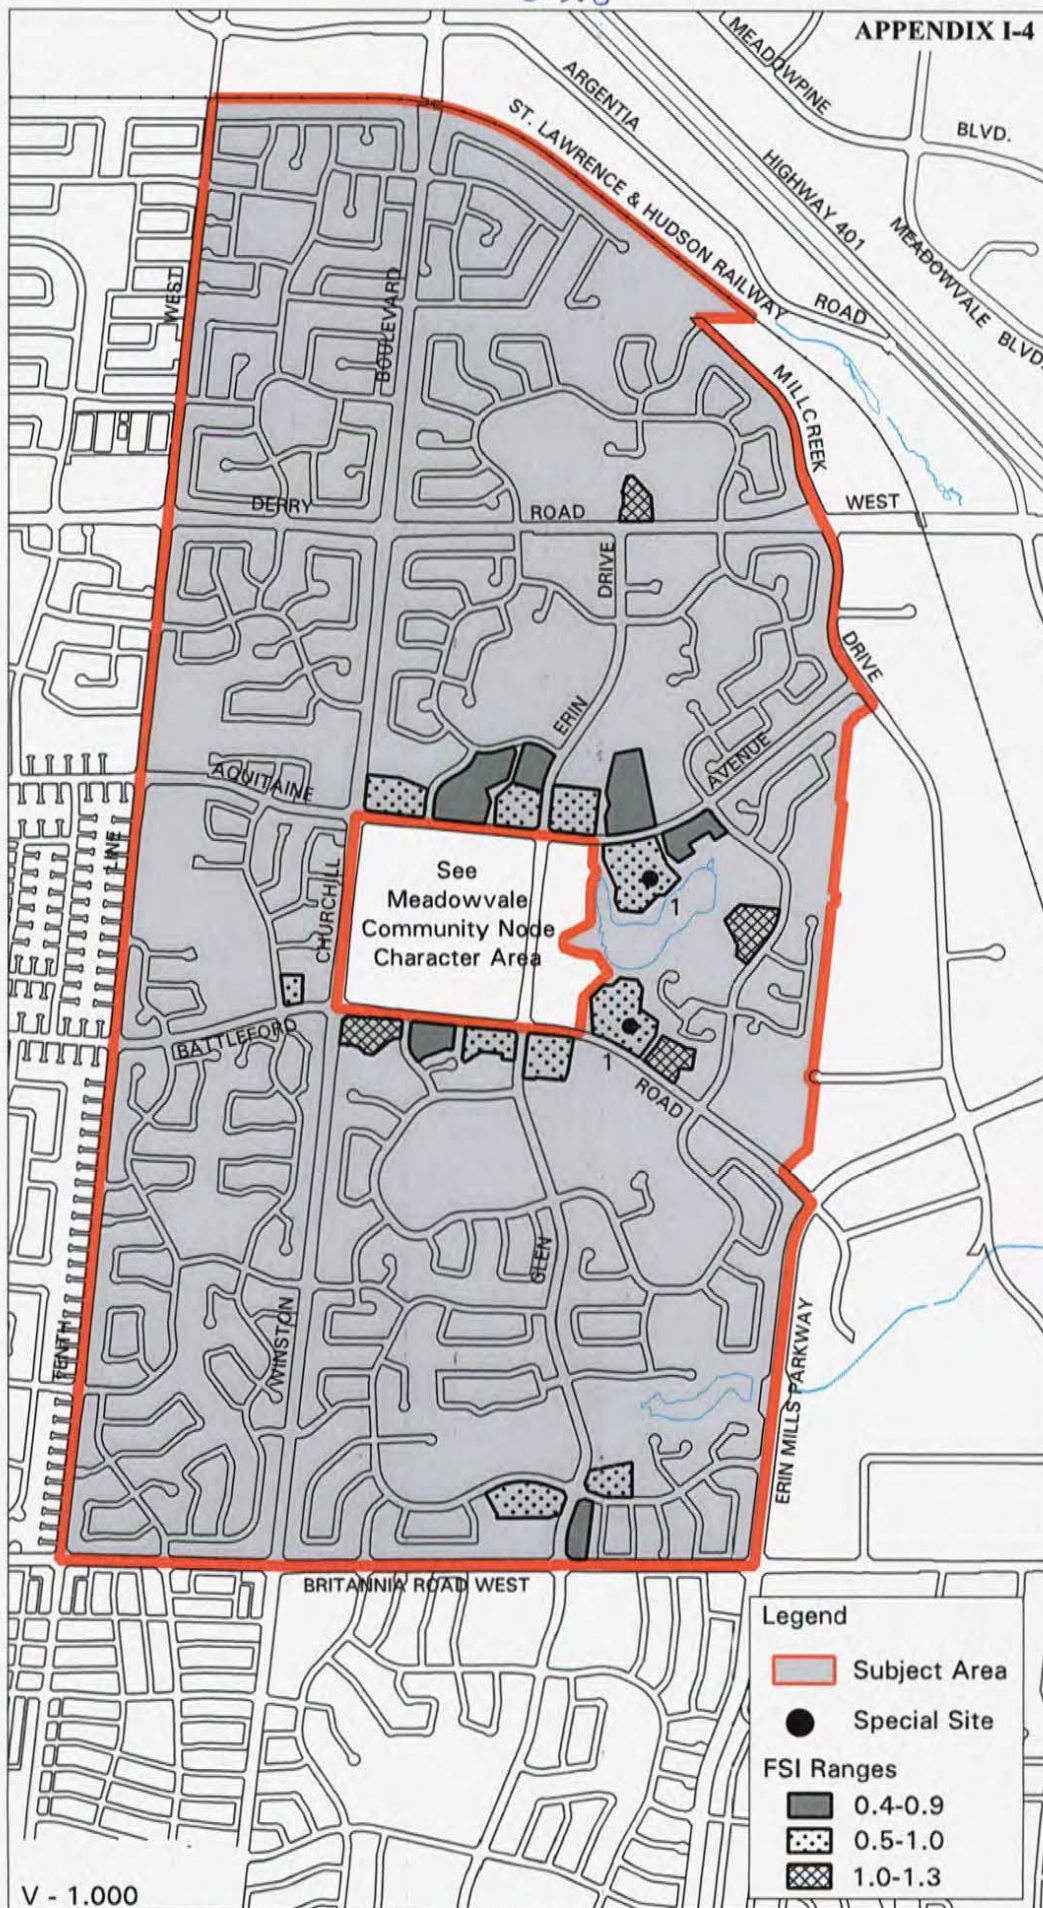 APPENDIX I-4
MEADOWPINE
BLVD.
ARGENTIA
ROAD
ST. LAWRENCE & HUDSON RAILWAY
HIGHWAY 401
MEADOWVALE BLVD.
WEST
BOULEVARD
MILLCREEK
DERRY
ROAD
WEST
DRIVE
DRIVE
ERIN
AVENUE
AQUITAINE
LINE
CHURCHILL
See
Meadowvale
Community Node
Character Area
1
BATTLEFORD
1
ROAD
GLEN
WINSTON
TENTH
ERIN MILLS PARKWAY
BRITANNIA ROAD WEST
Legend
Subject Area
Special Site
FSI Ranges
0.4-0.9
0.5-1.0
1.0-1.3
V - 1.000